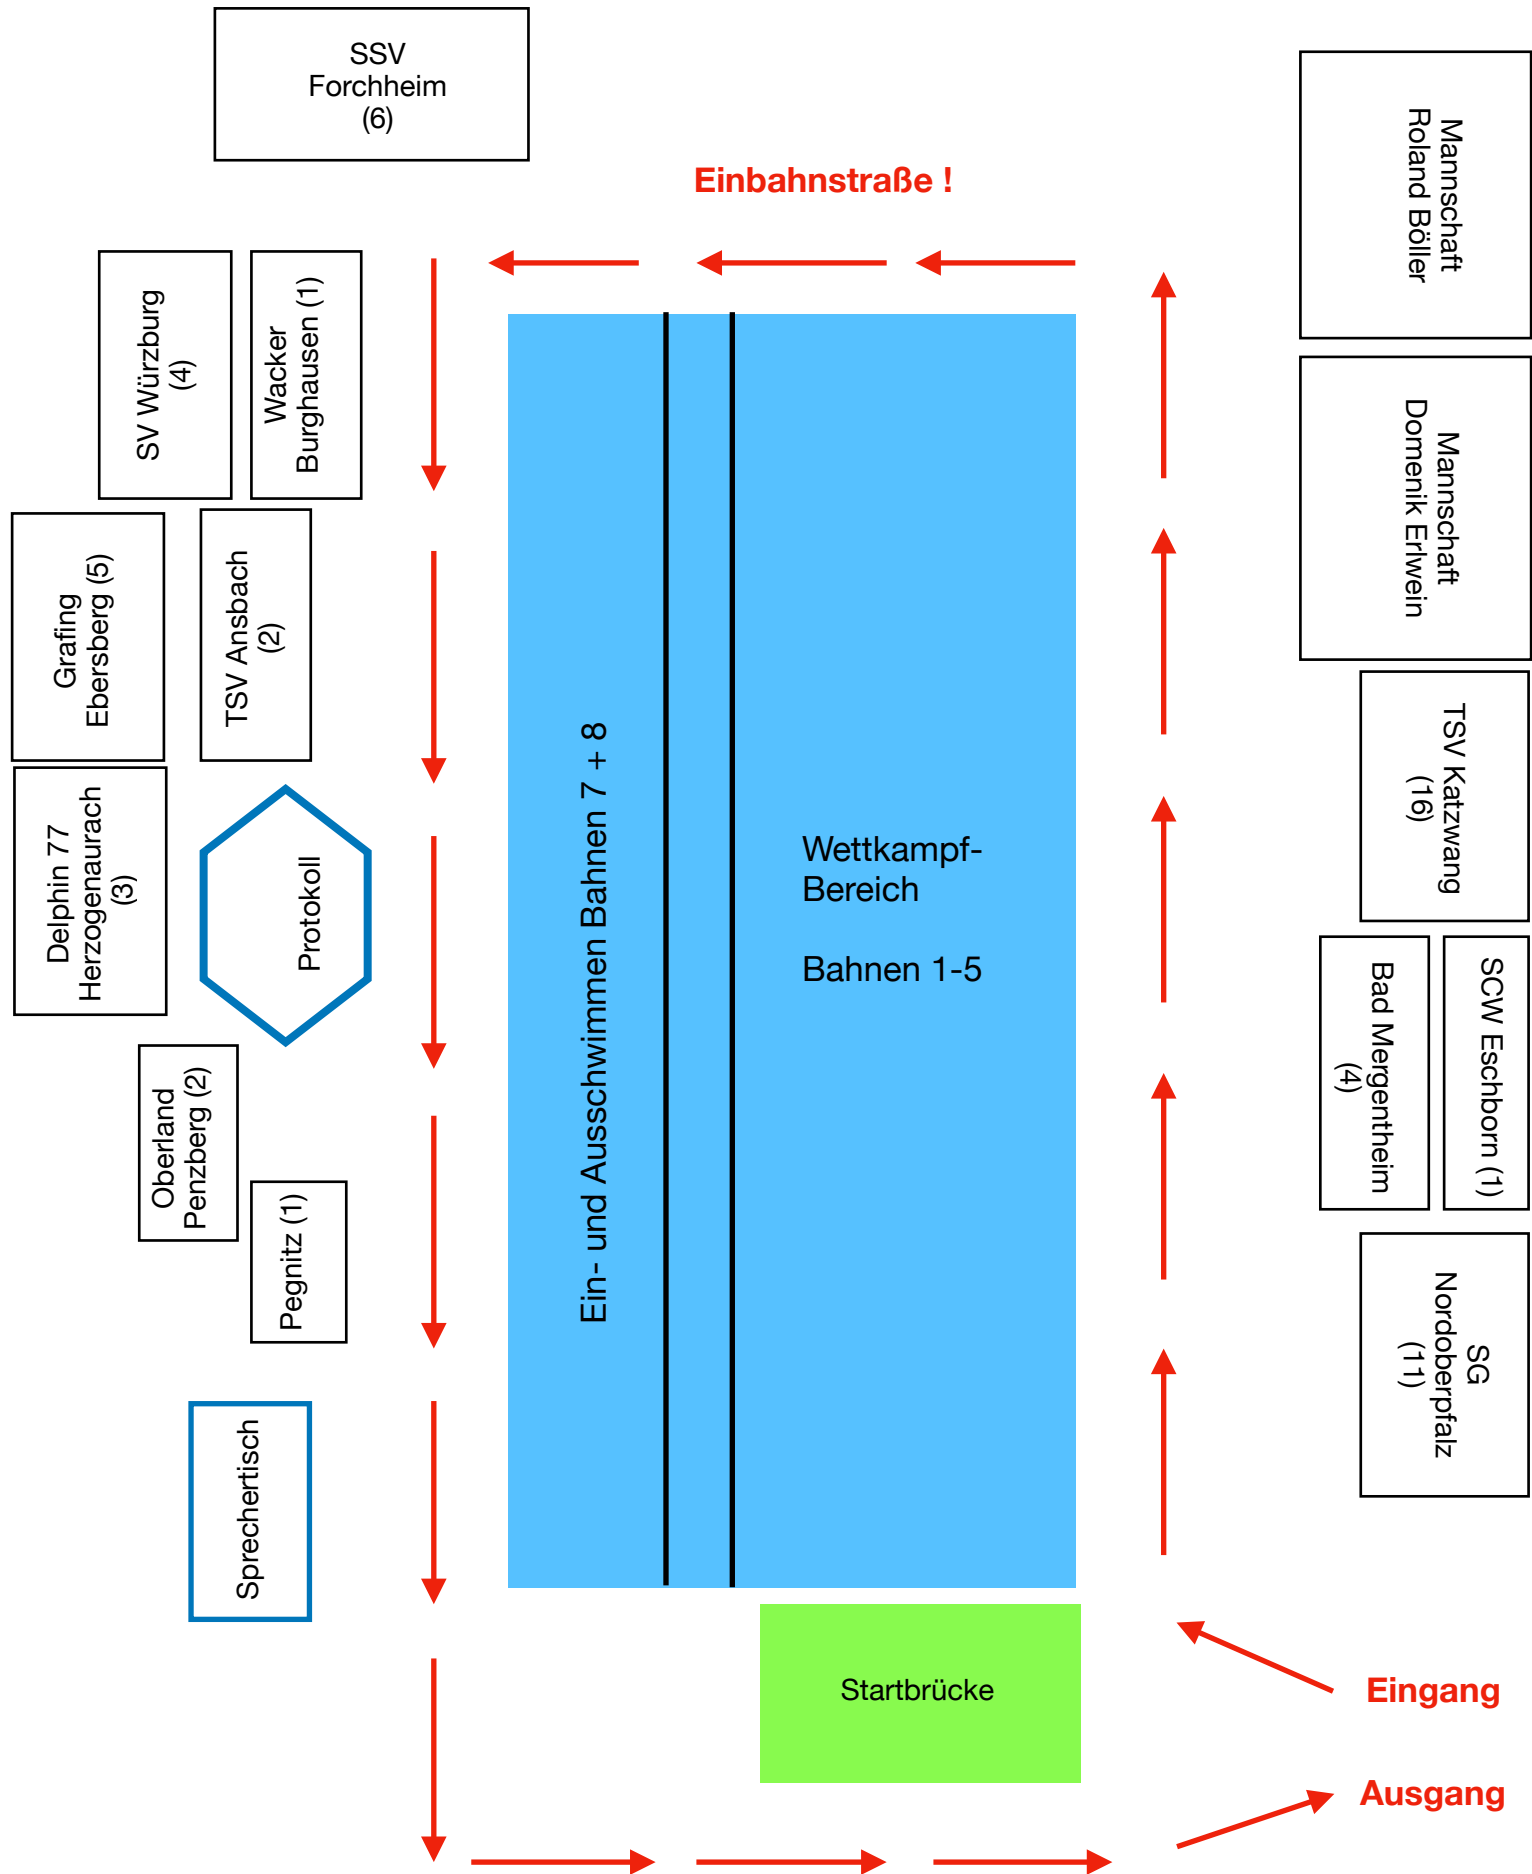 SSV
Forchheim
(6)
Einbahnstraße !
Mannschaft
Roland Böller
SV Würzburg
(4)
Wacker
Burghausen (1)
Mannschaft
Domenik Erlwein
Grafing
Ebersberg (5)
TSV Ansbach
(2)
TSV Katzwang
(16)
Delphin 77
Herzogenaurach
(3)
Protokoll
Ein- und Ausschwimmen Bahnen 7 + 8
Wettkampf-
Bereich
Bahnen 1-5
Bad Mergentheim
(4)
SCW Eschborn (1)
Oberland
Penzberg (2)
Pegnitz (1)
SG
Nordoberpfalz
(11)
Sprechertisch
Startbrücke
Eingang
Ausgang